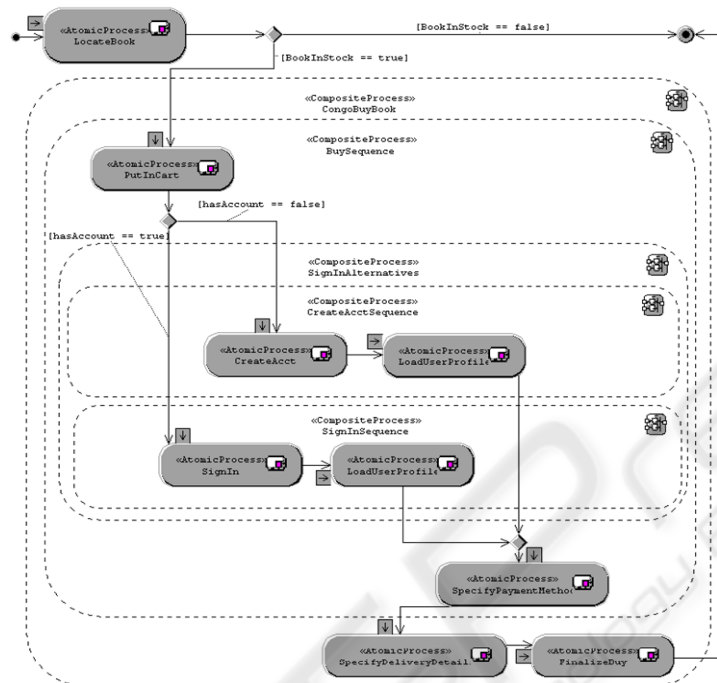 [BookInStock == false]
«AtomicProcess»
LocateBook
[BookInStock == true]
«CompositeProcess»
CongoBuyBook
«CompositeProcess»
BuySequence
«AtomicProcess»
PutInCart
[hasAccount == false]
[hasAccount == true]
«CompositeProcess»
SignInAlternatives
«CompositeProcess»
CreateAcctSequence
«AtomicProcess»
CreateAcct
«AtomicProcess»
LoadUserProfile
«CompositeProcess»
SignInSequence
«AtomicProcess»
SignIn
«AtomicProcess»
LoadUserProfile
«AtomicProcess»
SpecifyPaymentMethod
«AtomicProcess»
SpecifyDeliveryDetail
«AtomicProcess»
FinalizeBuy